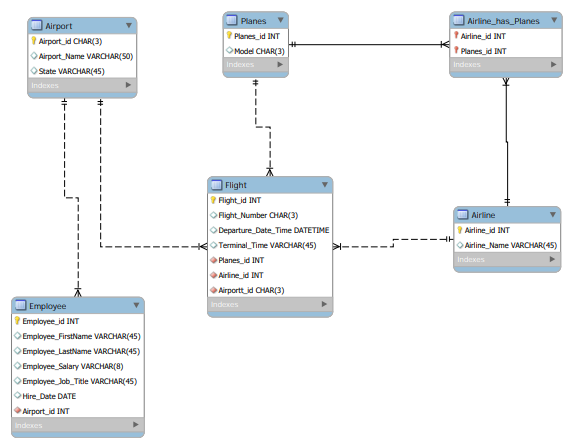 Airport
Airport_id CHAR(3)
Airport_Name VARCHAR(50)
State VARCHAR(45)
Indexes
Planes
Planes_id INT
Model CHAR(3)
Indexes
Airline_has_Planes
Airline_id INT
Planes_id INT
Indexes
Flight
Flight_id INT
Flight_Number CHAR(3)
Departure_Date_Time DATETIME
Terminal_Time VARCHAR(45)
Planes_id INT
Airline_id INT
Airportt_id CHAR(3)
Indexes
Airline
Airline_id INT
Airline_Name VARCHAR(45)
Indexes
Employee
Employee_id INT
Employee_FirstName VARCHAR(45)
Employee_LastName VARCHAR(45)
Employee_Salary VARCHAR(8)
Employee_Job_Title VARCHAR(45)
Hire_Date DATE
Airport_id INT
Indexes